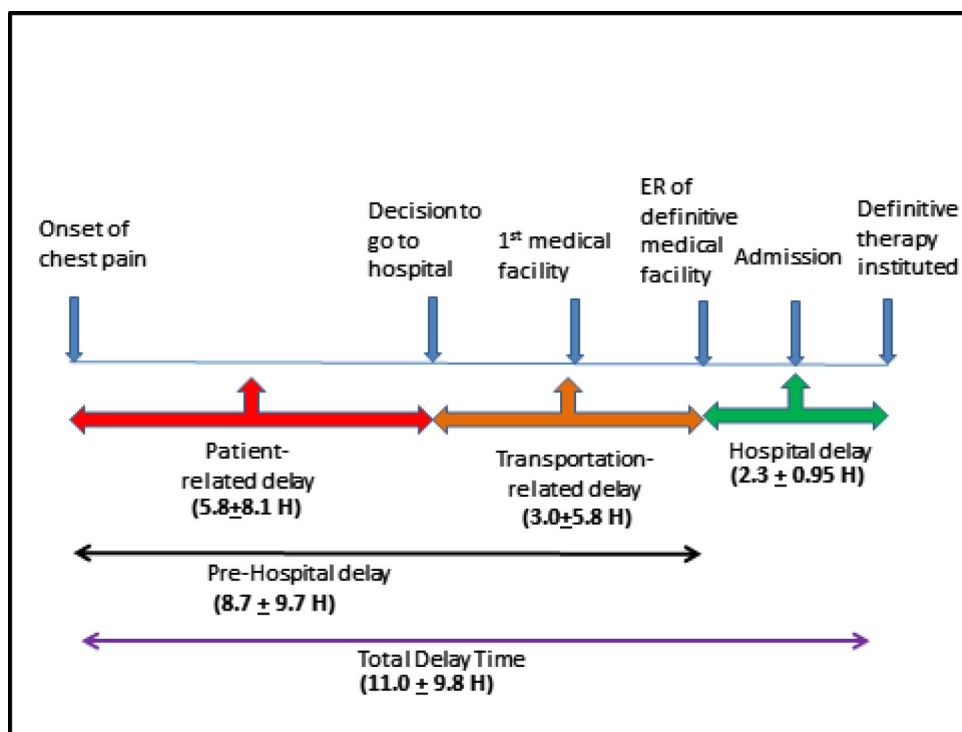 Onset of
chest pain
Decision to
go to
hospital
1st medical
facility
ER of
definitive
medical
facility
Admission
Definitive
therapy
instituted
Patient-
related delay
(5.8±8.1 H)
Transportation-
related delay
(3.0±5.8 H)
Hospital delay
(2.3 ± 0.95 H)
Pre-Hospital delay
(8.7 ± 9.7 H)
Total Delay Time
(11.0 ± 9.8 H)